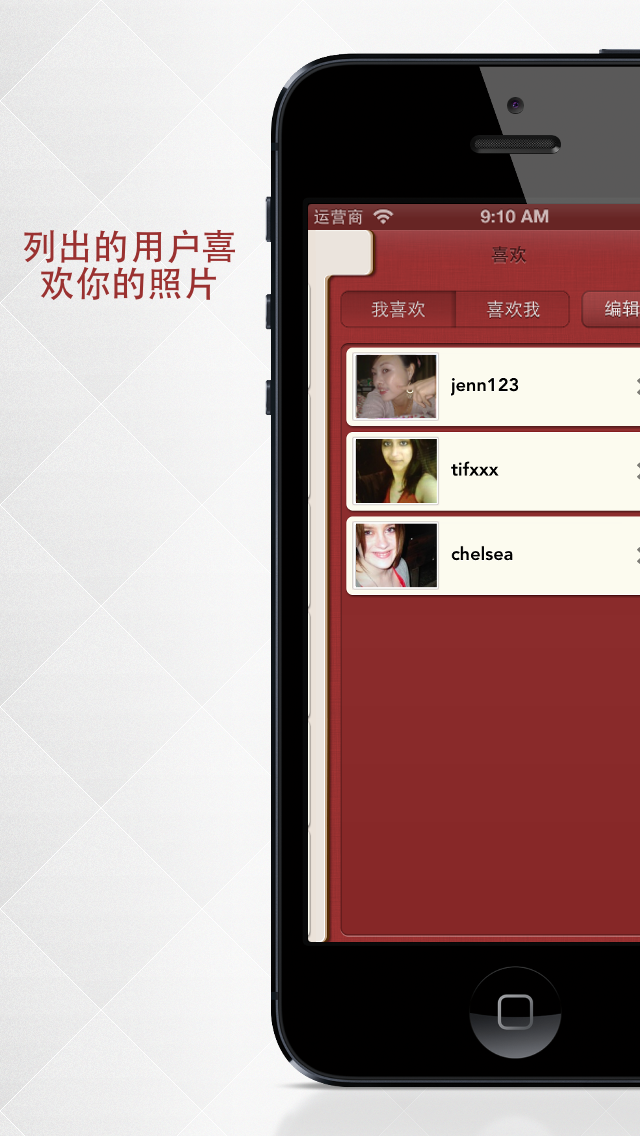 列出的用户喜
欢你的照片
运营商
9:10 AM
喜欢
我喜欢
喜欢我
编辑
jenn123
tifxxx
chelsea